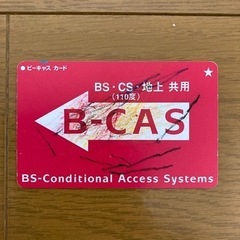 ● ビーキャス カード ★
BS・CS・地上 共用
(110度)
B-CAS
BS-Conditional Access Systems